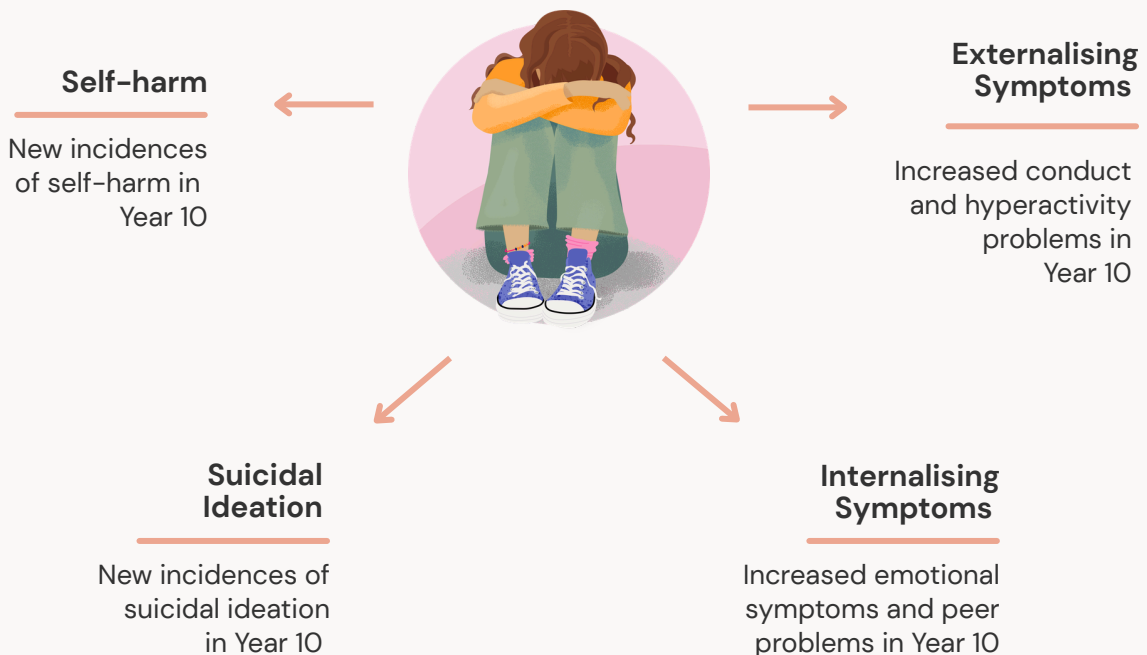 Self-harm
New incidences
of self-harm in
Year 10
Externalising
Symptoms
Increased conduct
and hyperactivity
problems in
Year 10
Suicidal
Ideation
New incidences of
suicidal ideation
in Year 10
Internalising
Symptoms
Increased emotional
symptoms and peer
problems in Year 10